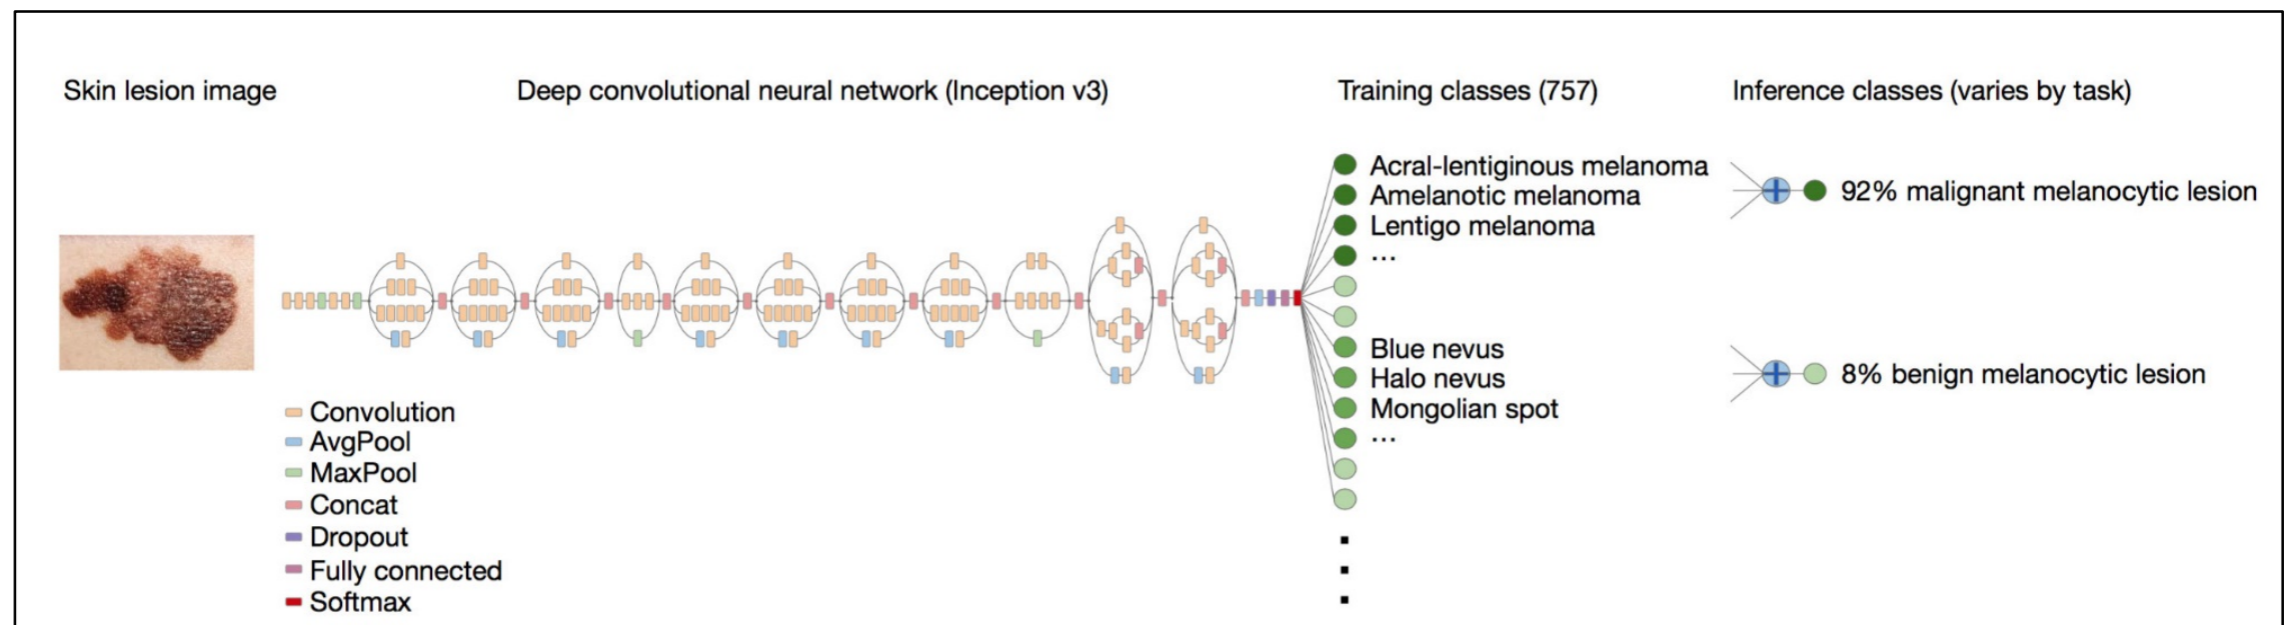 Skin lesion image
Deep convolutional neural network (Inception v3)
Training classes (757)
Inference classes (varies by task)
Acral-lentiginous melanoma
Amelanotic melanoma
Lentigo melanoma
...
Blue nevus
Halo nevus
Mongolian spot
...
92% malignant melanocytic lesion
8% benign melanocytic lesion
Convolution
AvgPool
MaxPool
Concat
Dropout
Fully connected
Softmax